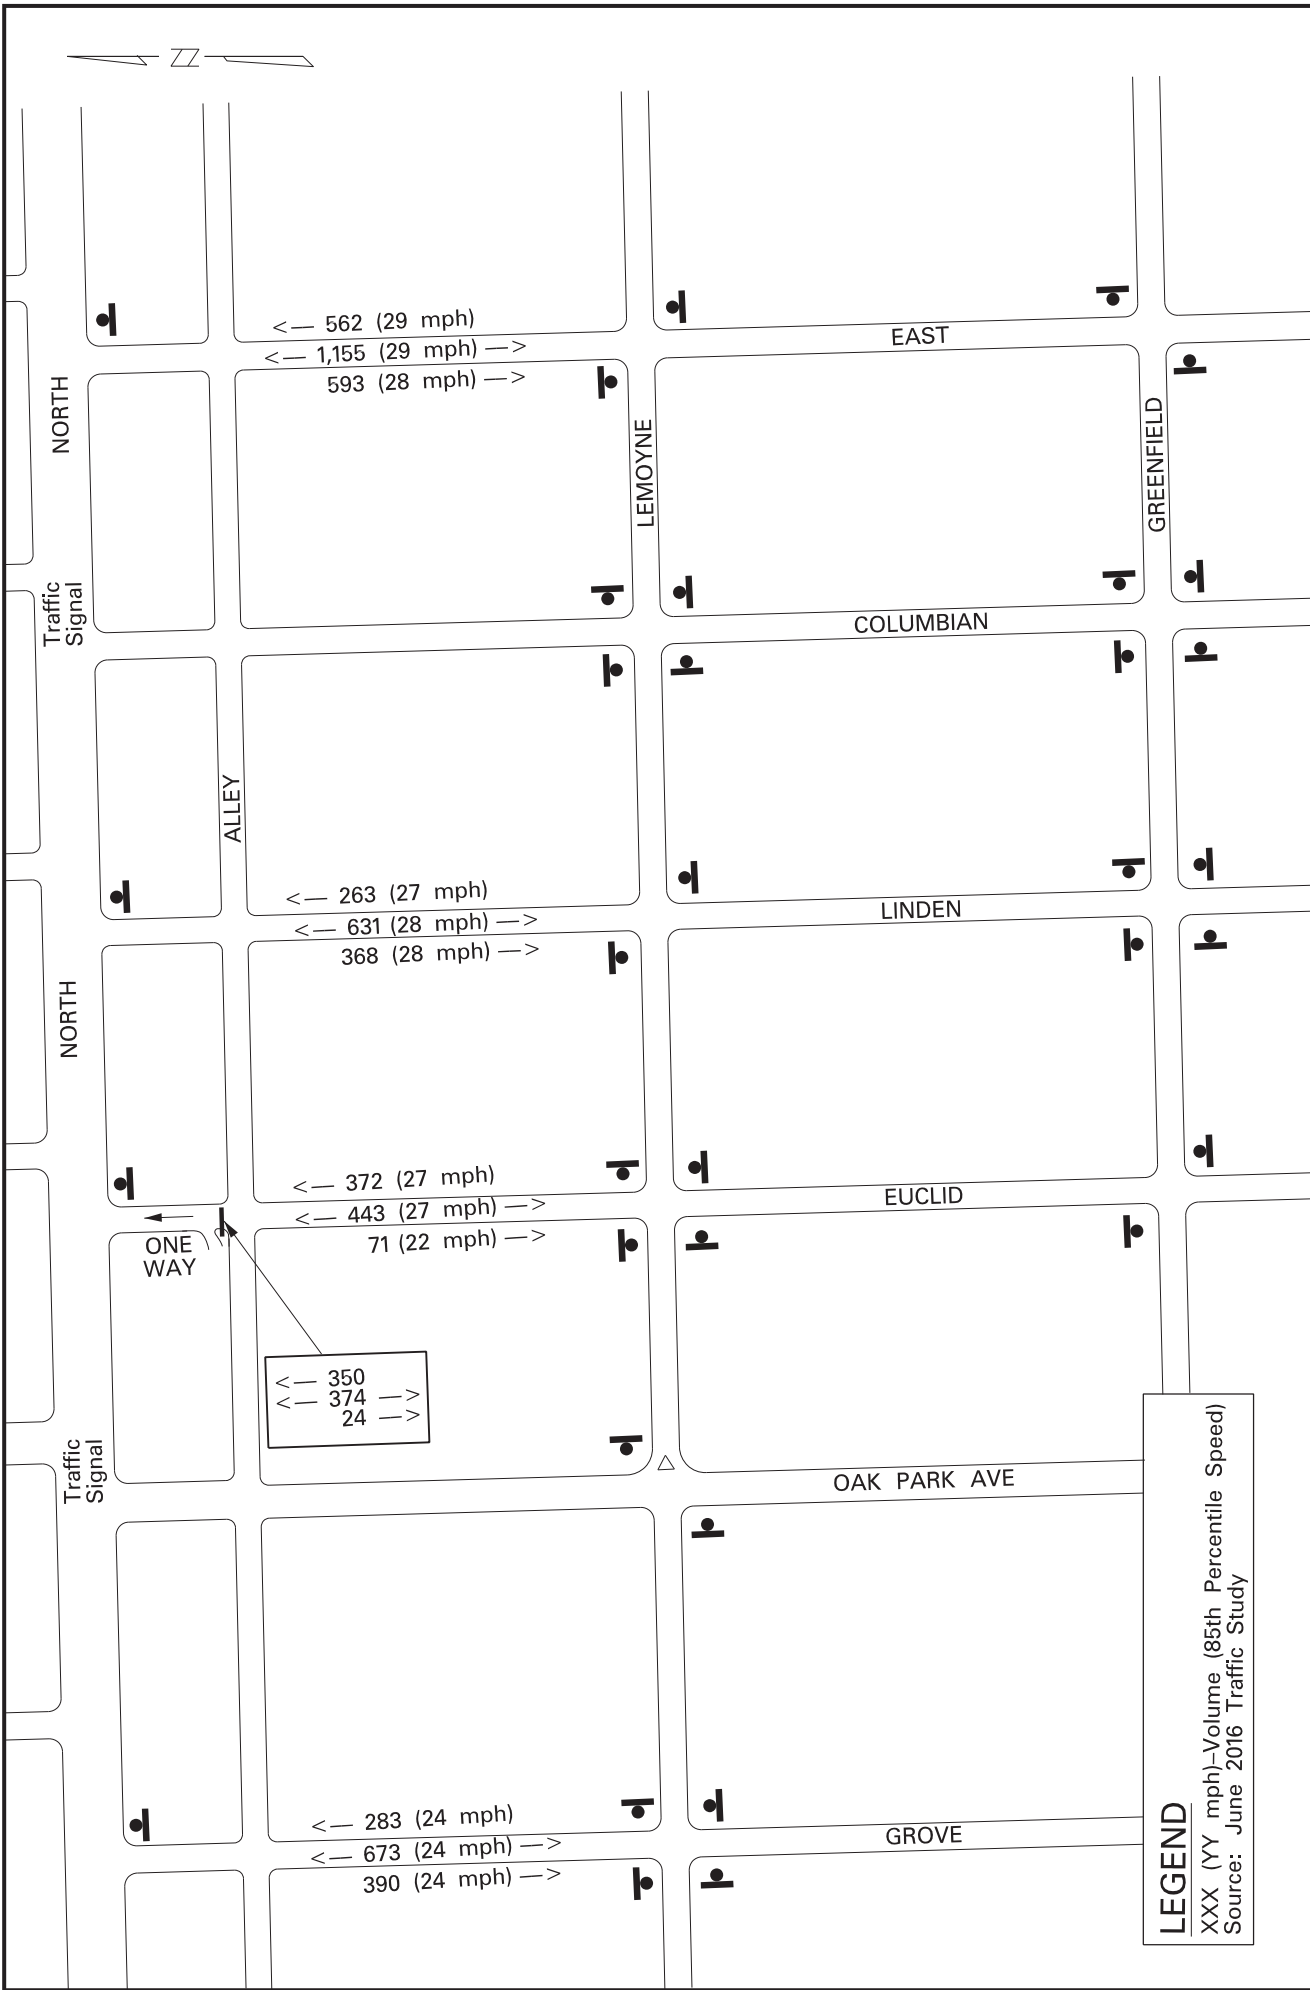 N
<— 562 (29 mph)
<— 1,155 (29 mph) —>
593 (28 mph) —>
EAST
NORTH
LEMOYNE
GREENFIELD
Traffic
Signal
COLUMBIAN
ALLEY
<— 263 (27 mph)
<— 631 (28 mph) —>
368 (28 mph) —>
LINDEN
NORTH
<— 372 (27 mph)
<— 443 (27 mph) —>
71 (22 mph) —>
EUCLID
ONE
WAY
<— 350
<— 374 —>
24 —>
Traffic
Signal
OAK PARK AVE
<— 283 (24 mph)
<— 673 (24 mph) —>
390 (24 mph) —>
GROVE
LEGEND
XXX (YY mph)–Volume (85th Percentile Speed)
Source: June 2016 Traffic Study